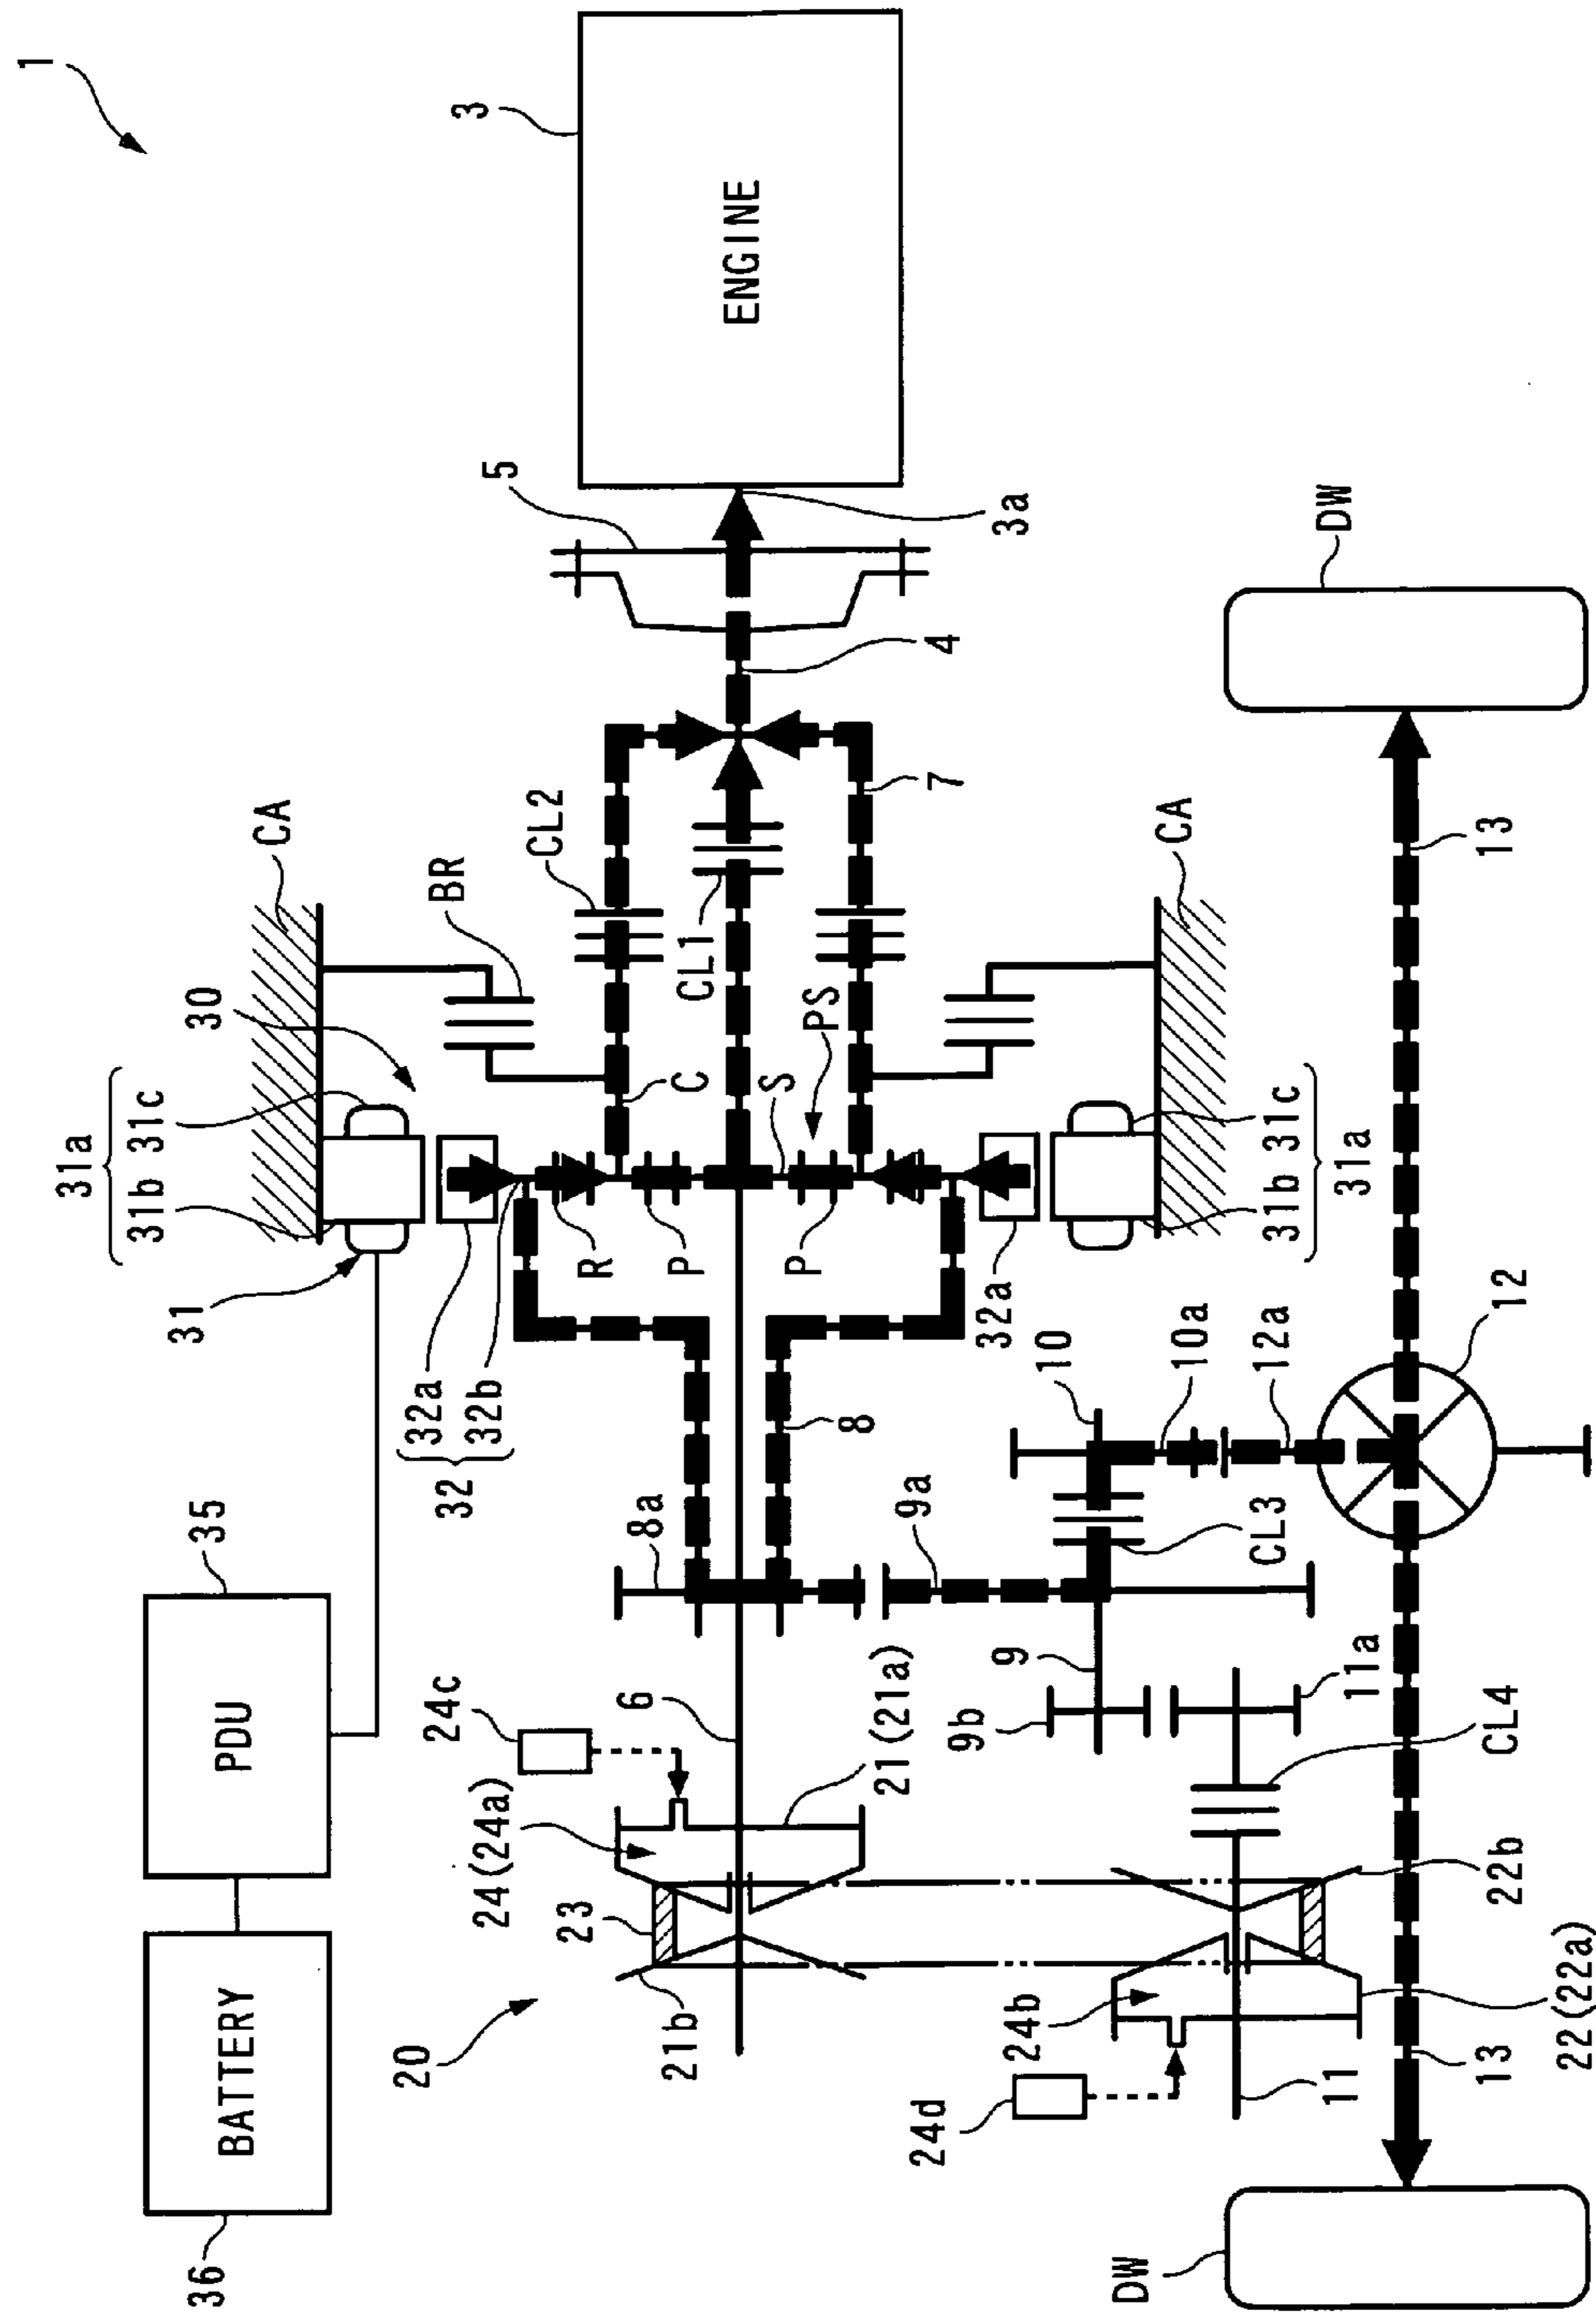 1
3
ENGINE
3a
5
4
7
CL2
CL1
CA
BR
30
31a
31b 31c
31
C
S
PS
R
P
P
32a
32b
32
32a
CA
31b 31c
31a
DW
13
12
12a
10a
10
8
8a
9a
CL3
9
9b
11a
CL4
35
PDU
BATTERY
36
24c
6
24(24a)
21(21a)
23
21b
20
24b
24d
11
22b
22(22a)
13
DW